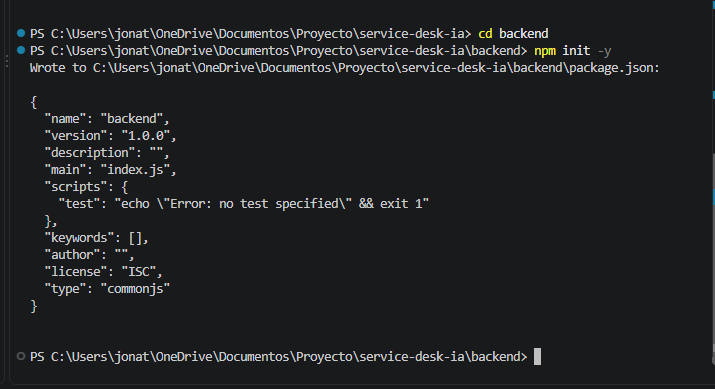 PS C:\Users\jonat\OneDrive\Documentos\Proyecto\service-desk-ia> cd backend
PS C:\Users\jonat\OneDrive\Documentos\Proyecto\service-desk-ia\backend> npm init -y
Wrote to C:\Users\jonat\OneDrive\Documentos\Proyecto\service-desk-ia\backend\package.json:

{
  "name": "backend",
  "version": "1.0.0",
  "description": "",
  "main": "index.js",
  "scripts": {
    "test": "echo \"Error: no test specified\" && exit 1"
  },
  "keywords": [],
  "author": "",
  "license": "ISC",
  "type": "commonjs"
}

PS C:\Users\jonat\OneDrive\Documentos\Proyecto\service-desk-ia\backend>